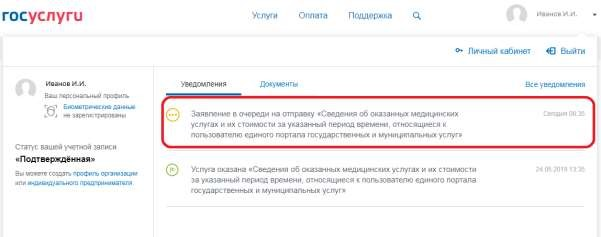 госуслуги
Услуги Оплата Поддержка
Иванов И.И.
Личный кабинет Выйти
Иванов И.И.
Ваш персональный профиль
Биометрические данные
не зарегистрированы
Статус вашей учетной записи
«Подтверждённая»
Вы можете создать профиль организации
или индивидуального предпринимателя
Уведомления Документы Все уведомления
Заявление в очереди на отправку «Сведения об оказанных медицинских
услугах и их стоимости за указанный период времени, относящиеся к
пользователю единого портала государственных и муниципальных услуг»
Сегодня 08:35
Услуга оказана «Сведения об оказанных медицинских услугах и их стоимости
за указанный период времени, относящиеся к пользователю единого портала
государственных и муниципальных услуг»
24.05.2019 13:35